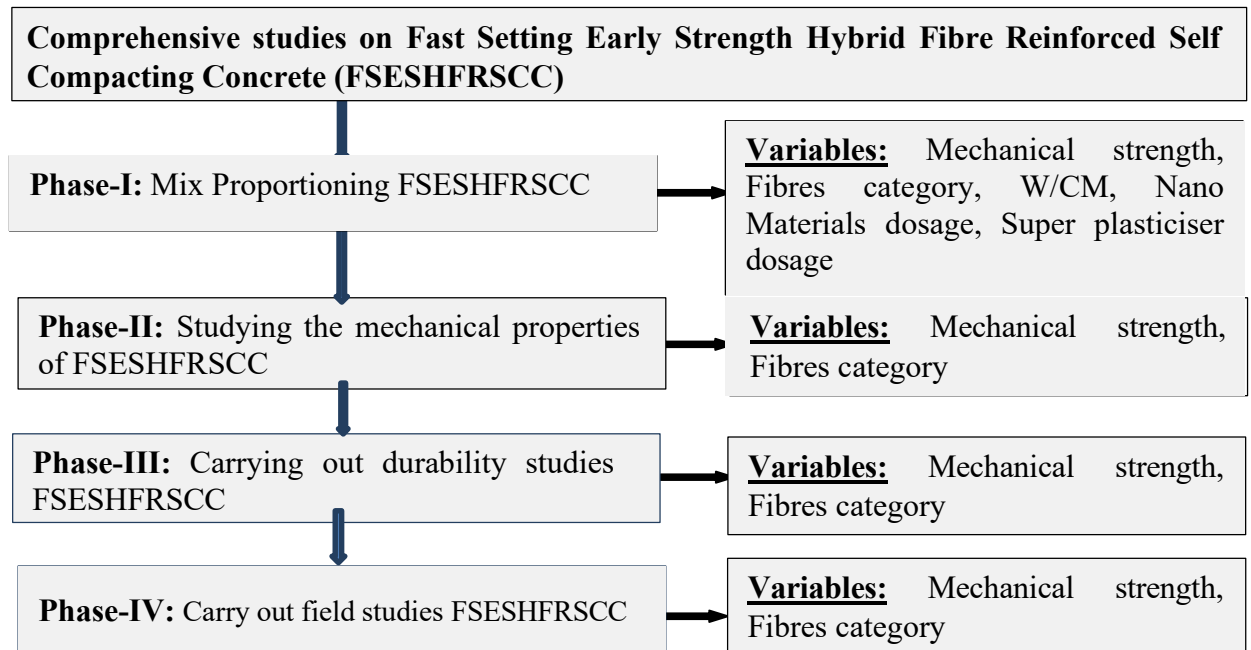 Comprehensive studies on Fast Setting Early Strength Hybrid Fibre Reinforced Self
Compacting Concrete (FSESHFRSCC)
Phase-I: Mix Proportioning FSESHFRSCC
Variables: Mechanical strength,
Fibres category, W/CM, Nano
Materials dosage, Super plasticiser
dosage
Phase-II: Studying the mechanical properties
of FSESHFRSCC
Variables: Mechanical strength,
Fibres category
Phase-III: Carrying out durability studies
FSESHFRSCC
Variables: Mechanical strength,
Fibres category
Phase-IV: Carry out field studies FSESHFRSCC
Variables: Mechanical strength,
Fibres category